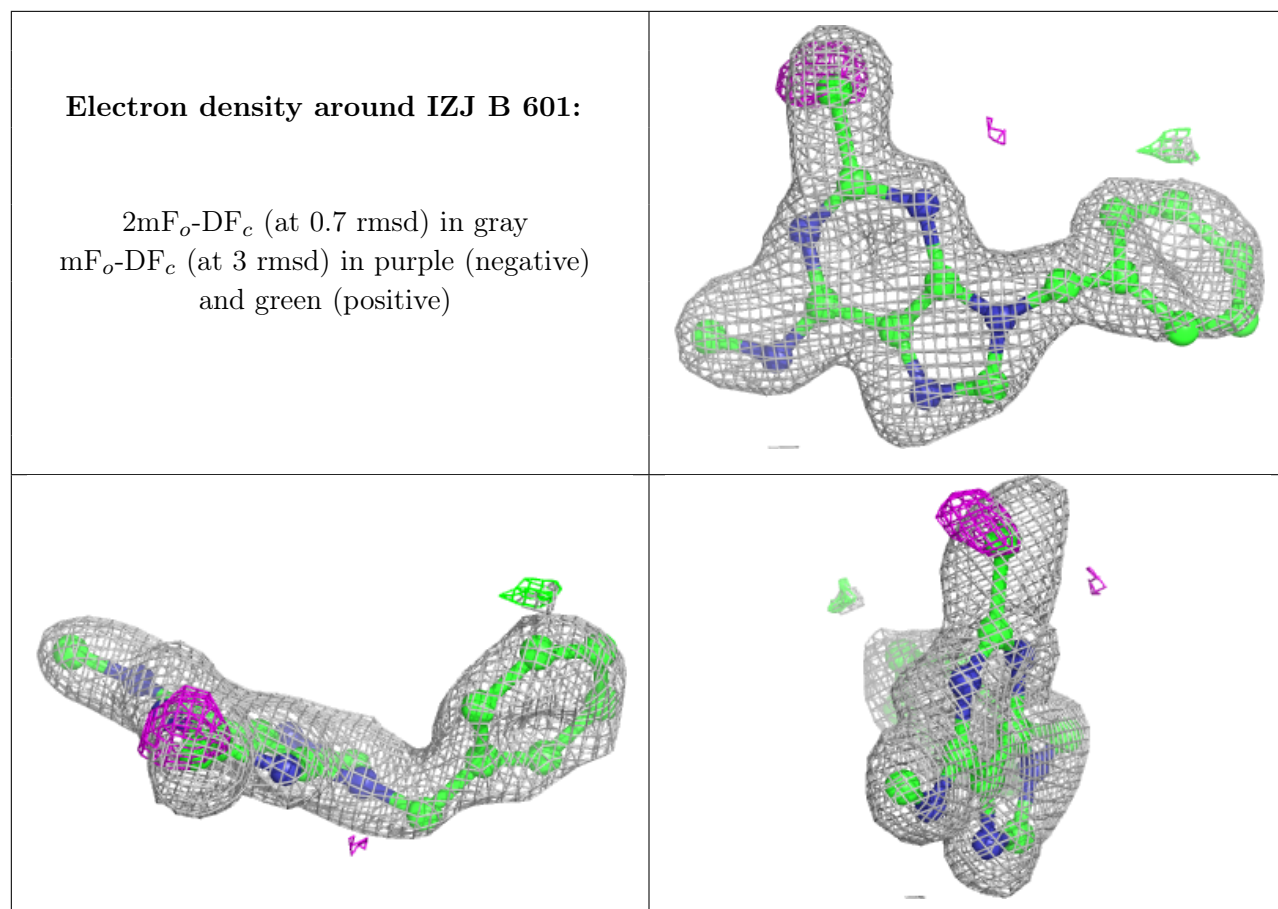 Electron density around IZJ B 601:
2mFo-DFc (at 0.7 rmsd) in gray
mFo-DFc (at 3 rmsd) in purple (negative)
and green (positive)